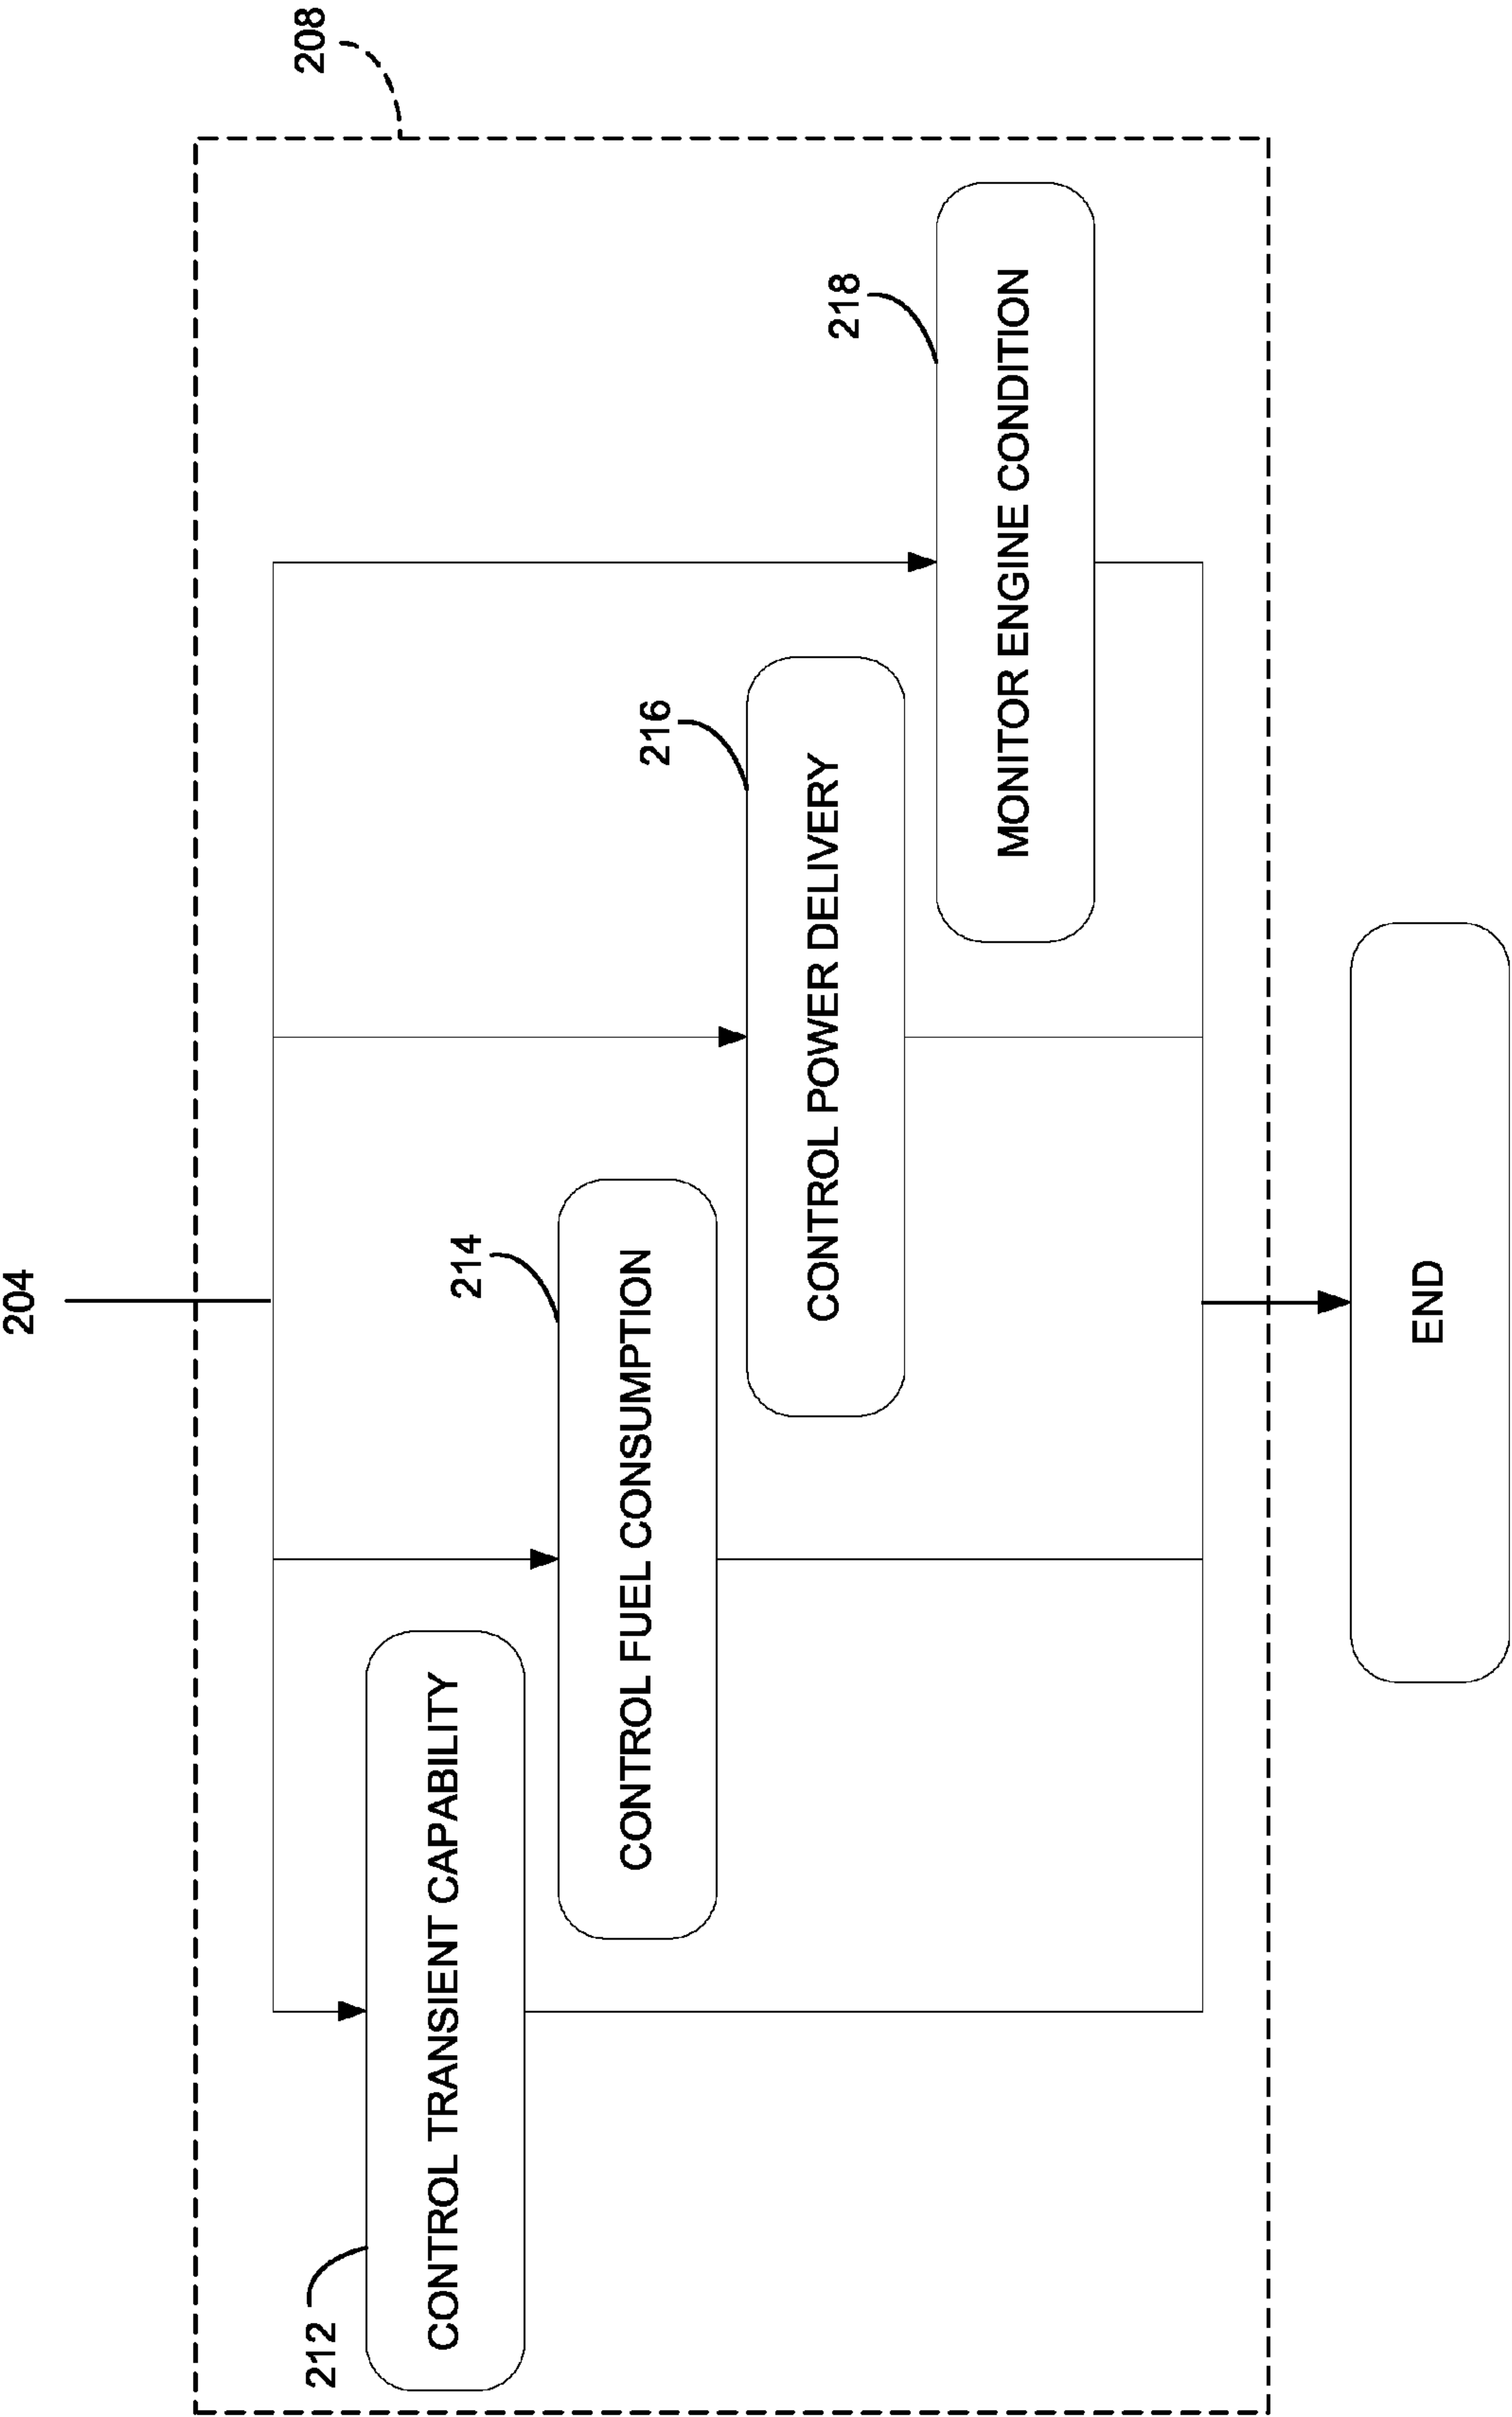 204
208
212
CONTROL TRANSIENT CAPABILITY
214
CONTROL FUEL CONSUMPTION
216
CONTROL POWER DELIVERY
218
MONITOR ENGINE CONDITION
END